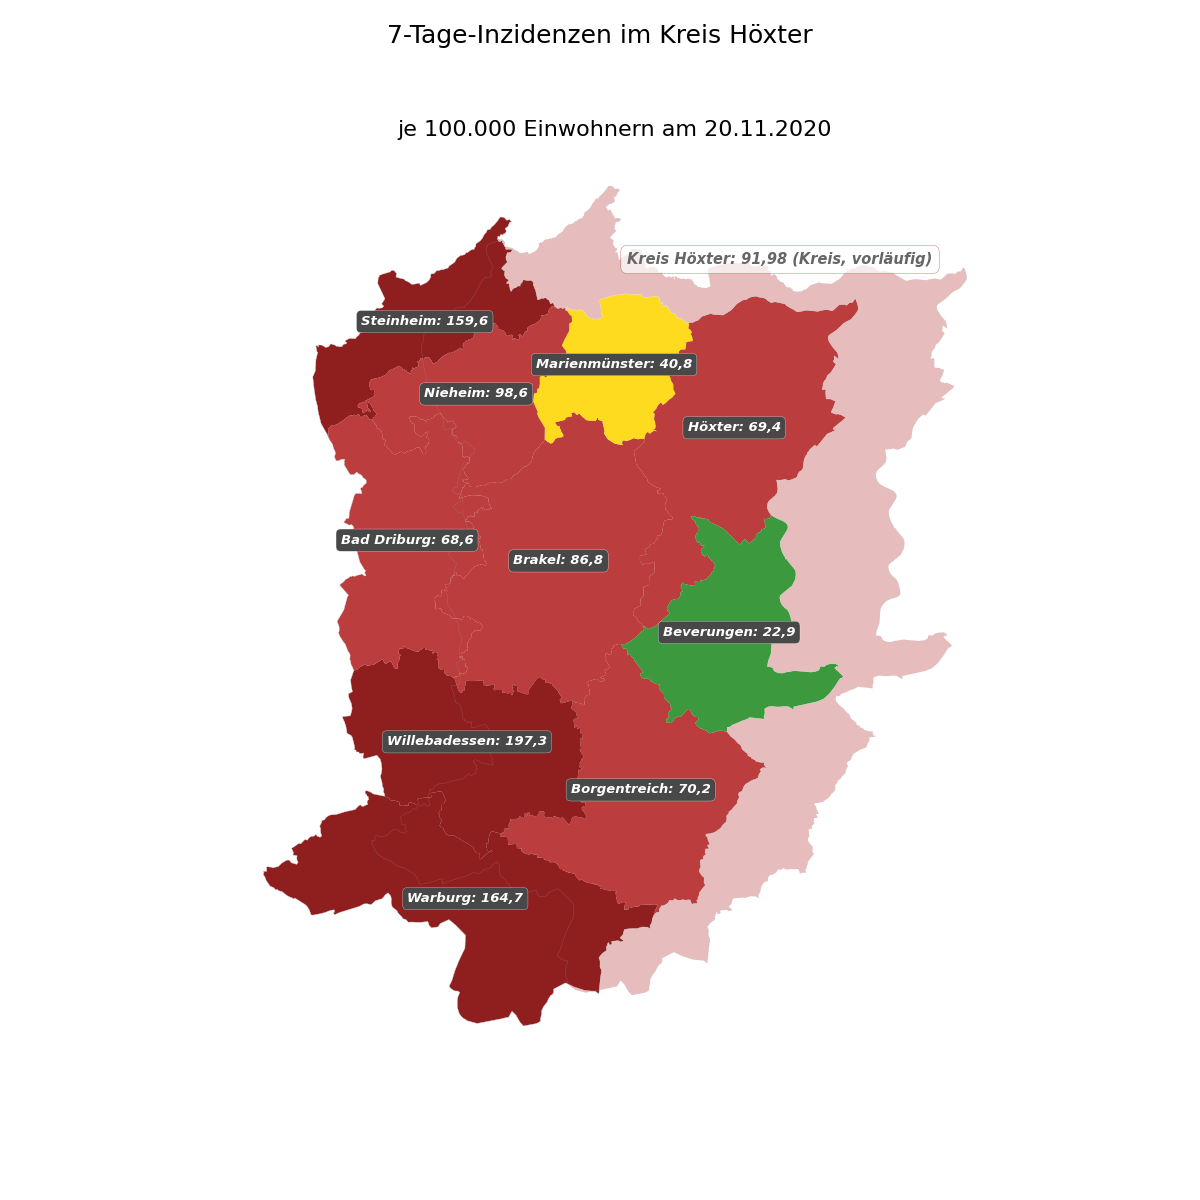 7-Tage-Inzidenzen im Kreis Höxter
je 100.000 Einwohnern am 20.11.2020
Kreis Höxter: 91,98 (Kreis, vorläufig)
Steinheim: 159,6
Marienmünster: 40,8
Nieheim: 98,6
Höxter: 69,4
Bad Driburg: 68,6
Brakel: 86,8
Beverungen: 22,9
Willebadessen: 197,3
Borgentreich: 70,2
Warburg: 164,7